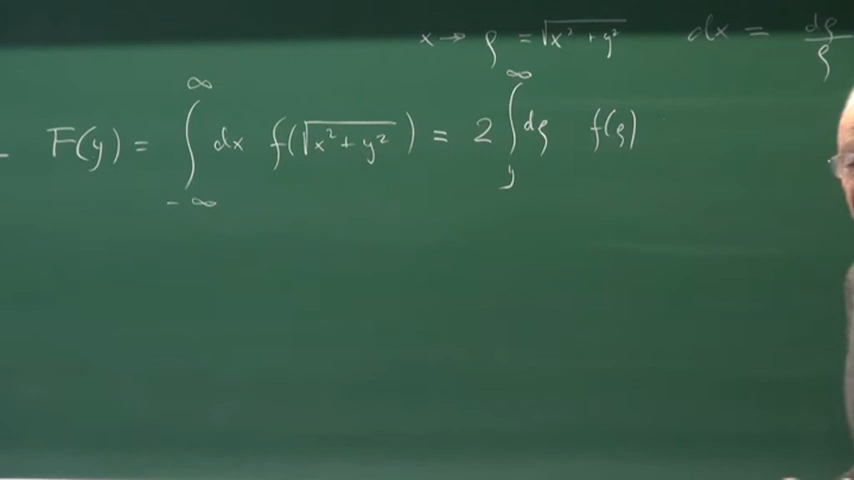 x → ρ = √(x² + y²) dx = dρ/ρ
F(y) = ∫_{-∞}^{∞} dx f(√(x² + y²)) = 2 ∫_{y}^{∞} dρ f(ρ)